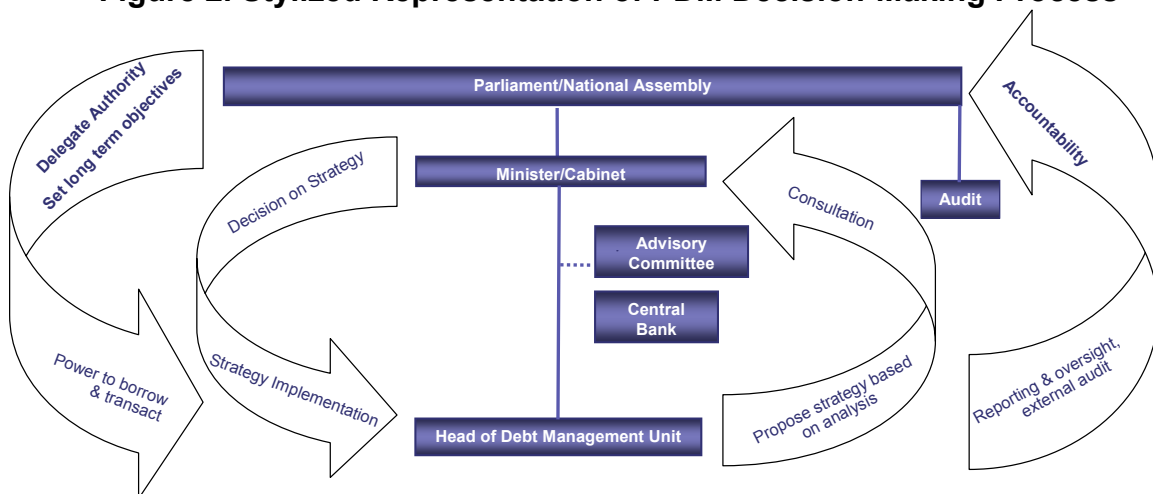 Parliament/National Assembly
Delegate Authority
Set long term objectives
Accountability
Decision on Strategy
Minister/Cabinet
Consultation
Audit
Advisory
Committee
Central
Bank
Power to borrow
& transact
Strategy Implementation
Head of Debt Management Unit
Propose strategy based
on analysis
Reporting & oversight,
external audit